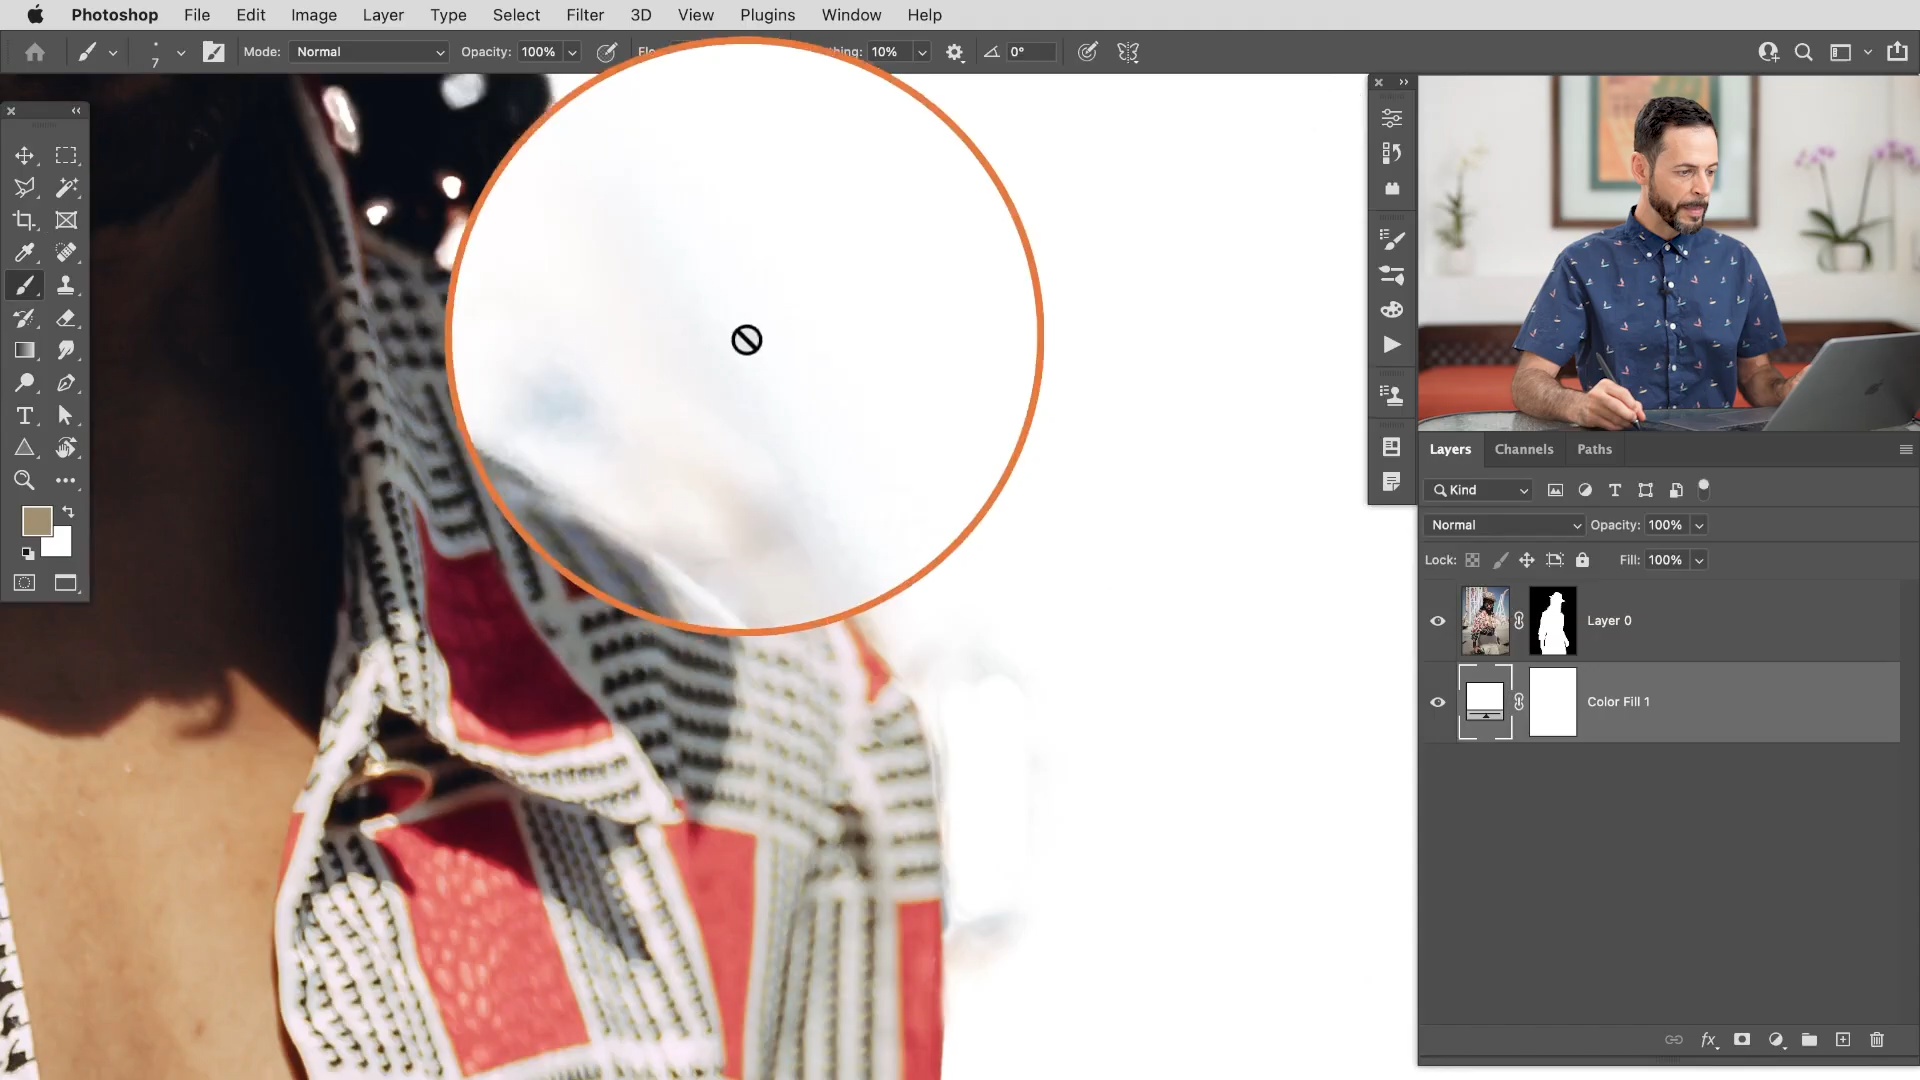 Photoshop File Edit Image Layer Type Select Filter 3D View Plugins Window Help
7 Mode: Normal Opacity: 100% 10% 0°
Layers Channels Paths
Kind
Normal Opacity: 100%
Lock: Fill: 100%
Layer 0
Color Fill 1